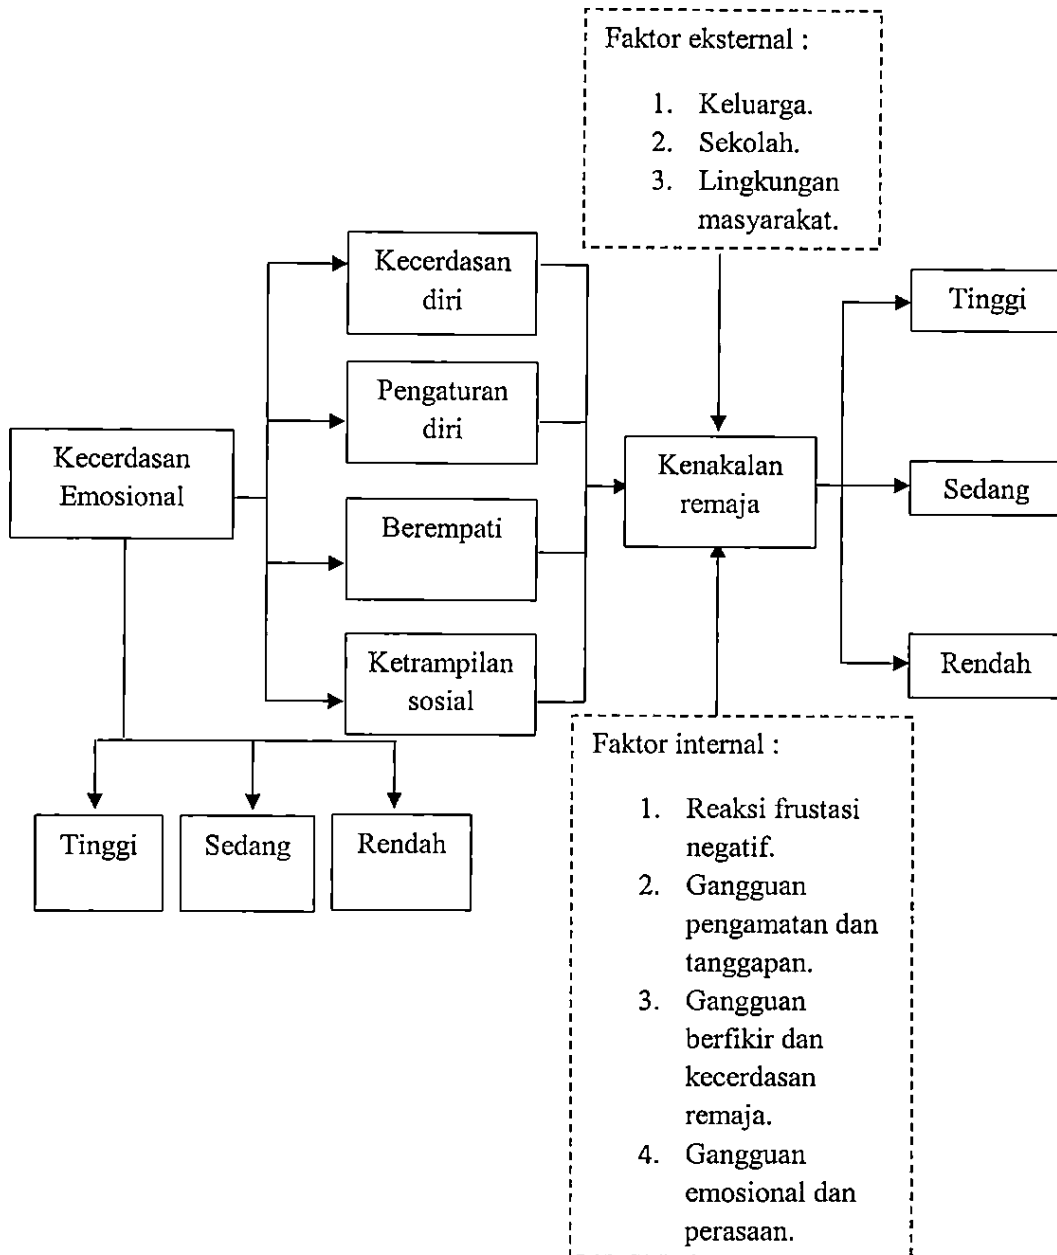 Faktor eksternal :
1. Keluarga.
2. Sekolah.
3. Lingkungan
masyarakat.
Kecerdasan
diri
Pengaturan
diri
Berempati
Ketrampilan
sosial
Kecerdasan
Emosional
Kenakalan
remaja
Tinggi
Sedang
Rendah
Tinggi
Sedang
Rendah
Faktor internal :
1. Reaksi frustasi
negatif.
2. Gangguan
pengamatan dan
tanggapan.
3. Gangguan
berfikir dan
kecerdasan
remaja.
4. Gangguan
emosional dan
perasaan.